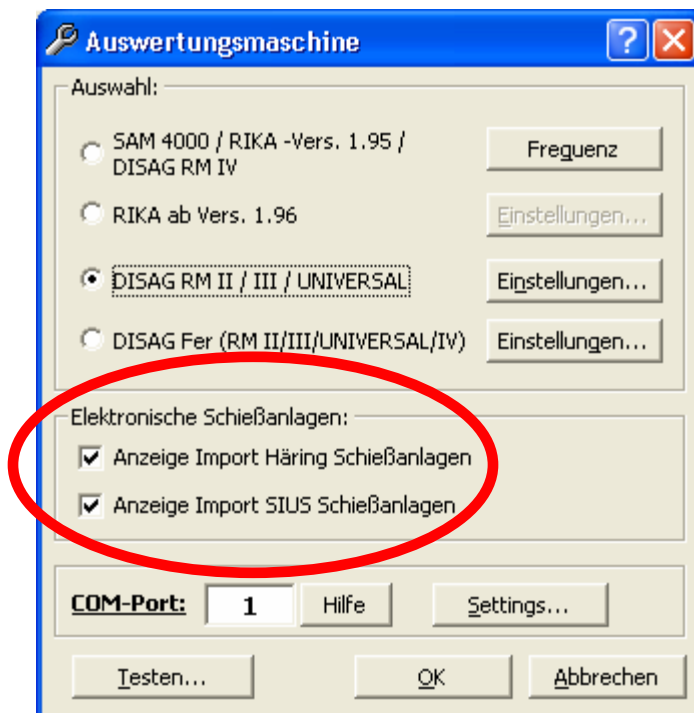 Auswertungsmaschine
?
X
Auswahl:
SAM 4000 / RIKA -Vers. 1.95 /
DISAG RM IV
Frequenz
RIKA ab Vers. 1.96
Einstellungen...
DISAG RM II / III / UNIVERSAL
Einstellungen...
DISAG Fer (RM II/III/UNIVERSAL/IV)
Einstellungen...
Elektronische Schießanlagen:
Anzeige Import Häring Schießanlagen
Anzeige Import SIUS Schießanlagen
COM-Port: 1 Hilfe Settings...
Testen... OK Abbrechen